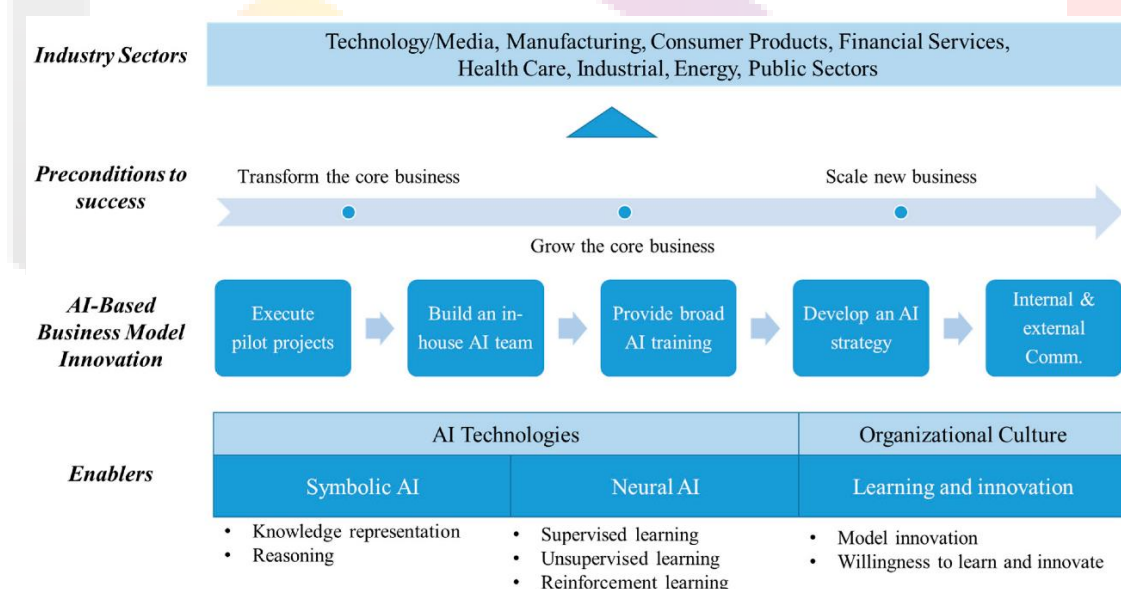 Industry Sectors
Technology/Media, Manufacturing, Consumer Products, Financial Services,
Health Care, Industrial, Energy, Public Sectors
Preconditions to
success
Transform the core business
Scale new business
Grow the core business
AI-Based
Business Model
Innovation
Execute
pilot projects
Build an in-
house AI team
Provide broad
AI training
Develop an AI
strategy
Internal &
external
Comm.
Enablers
AI Technologies
Organizational Culture
Symbolic AI
Neural AI
Learning and innovation
• Knowledge representation
• Reasoning
• Supervised learning
• Unsupervised learning
• Reinforcement learning
• Model innovation
• Willingness to learn and innovate